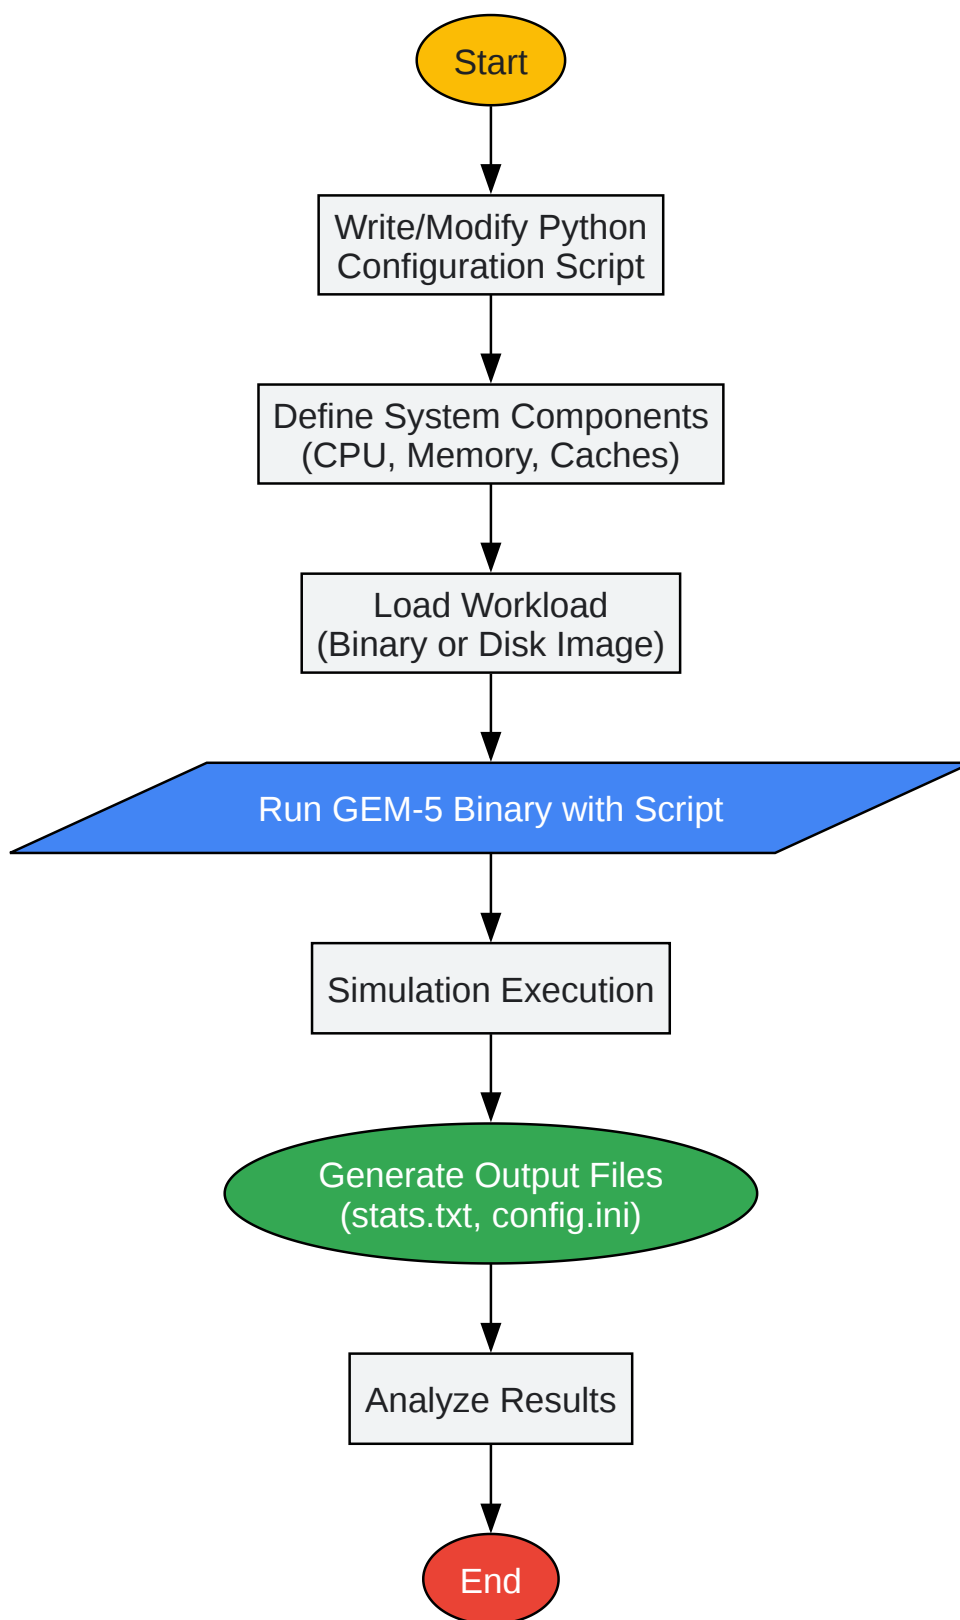 Start
Write/Modify Python
Configuration Script
Define System Components
(CPU, Memory, Caches)
Load Workload
(Binary or Disk Image)
Run GEM-5 Binary with Script
Simulation Execution
Generate Output Files
(stats.txt, config.ini)
Analyze Results
End